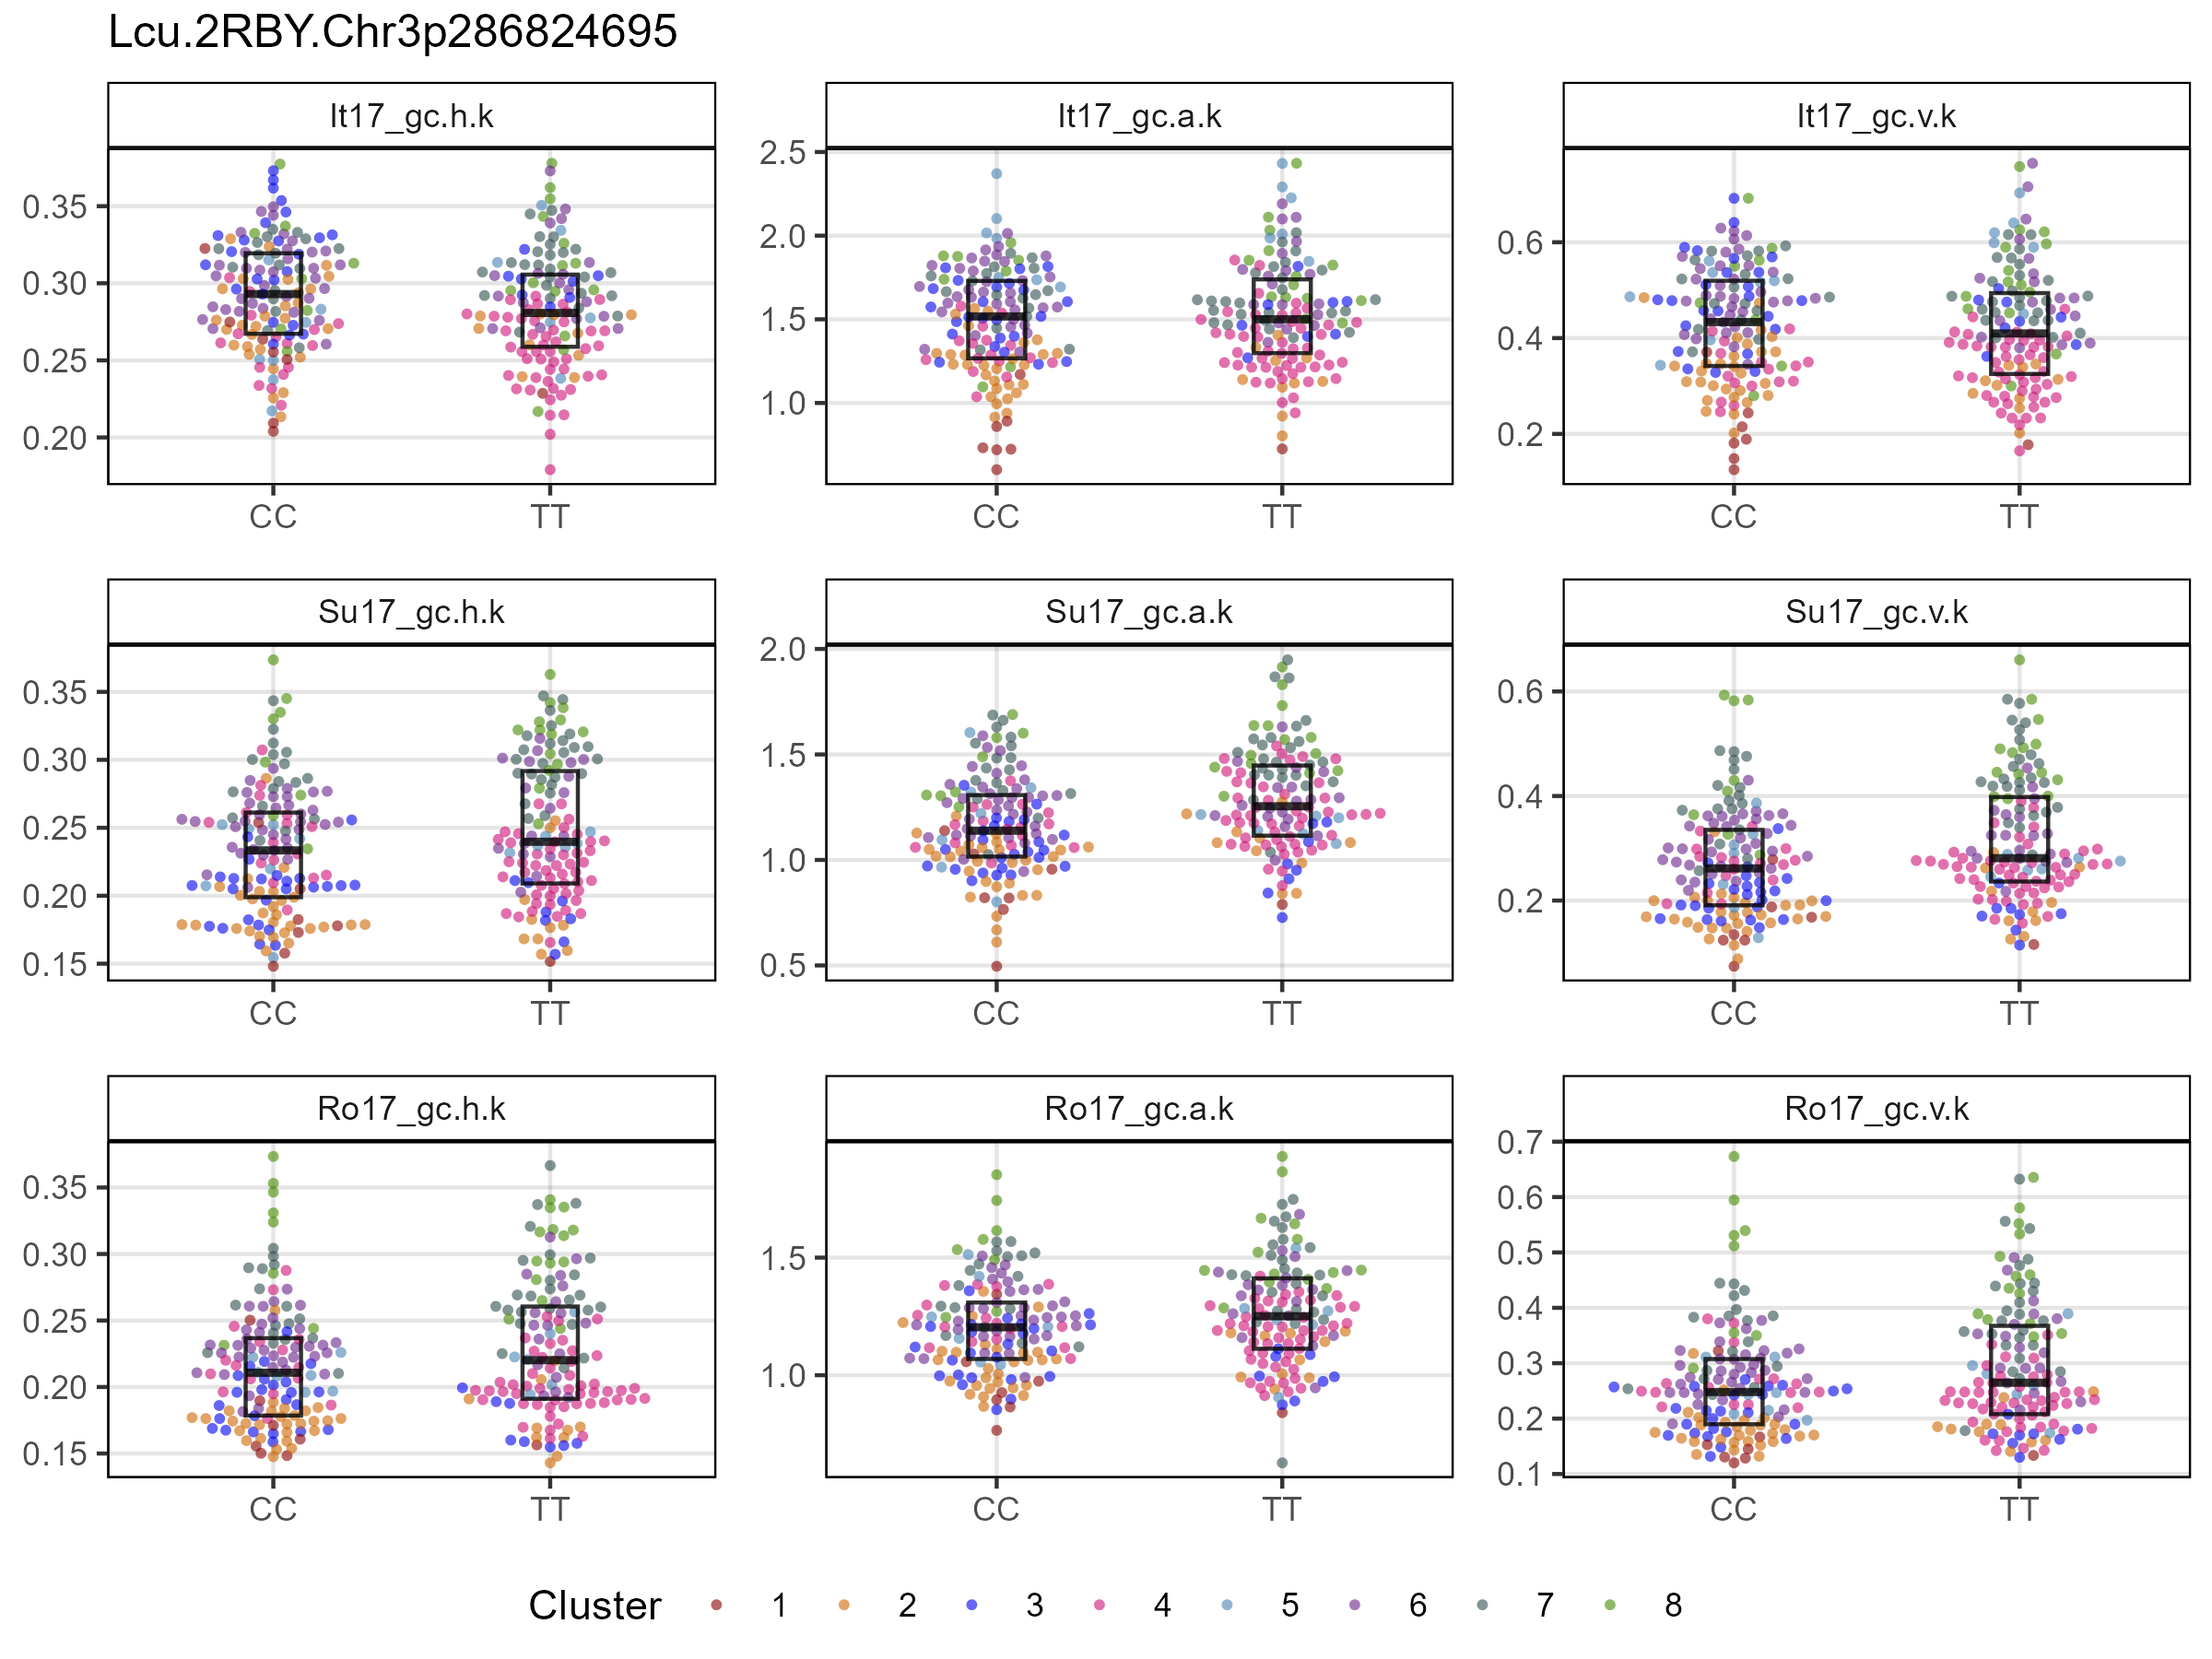 Lcu.2RBY.Chr3p286824695
It17_gc.h.k
It17_gc.a.k
It17_gc.v.k
0.35
0.30
0.25
0.20
2.5
2.0
1.5
1.0
0.6
0.4
0.2
CC
TT
CC
TT
CC
TT
Su17_gc.h.k
Su17_gc.a.k
Su17_gc.v.k
0.35
0.30
0.25
0.20
0.15
2.0
1.5
1.0
0.5
0.6
0.4
0.2
CC
TT
CC
TT
CC
TT
Ro17_gc.h.k
Ro17_gc.a.k
Ro17_gc.v.k
0.35
0.30
0.25
0.20
0.15
1.5
1.0
0.7
0.6
0.5
0.4
0.3
0.2
0.1
CC
TT
CC
TT
CC
TT
Cluster 1 2 3 4 5 6 7 8